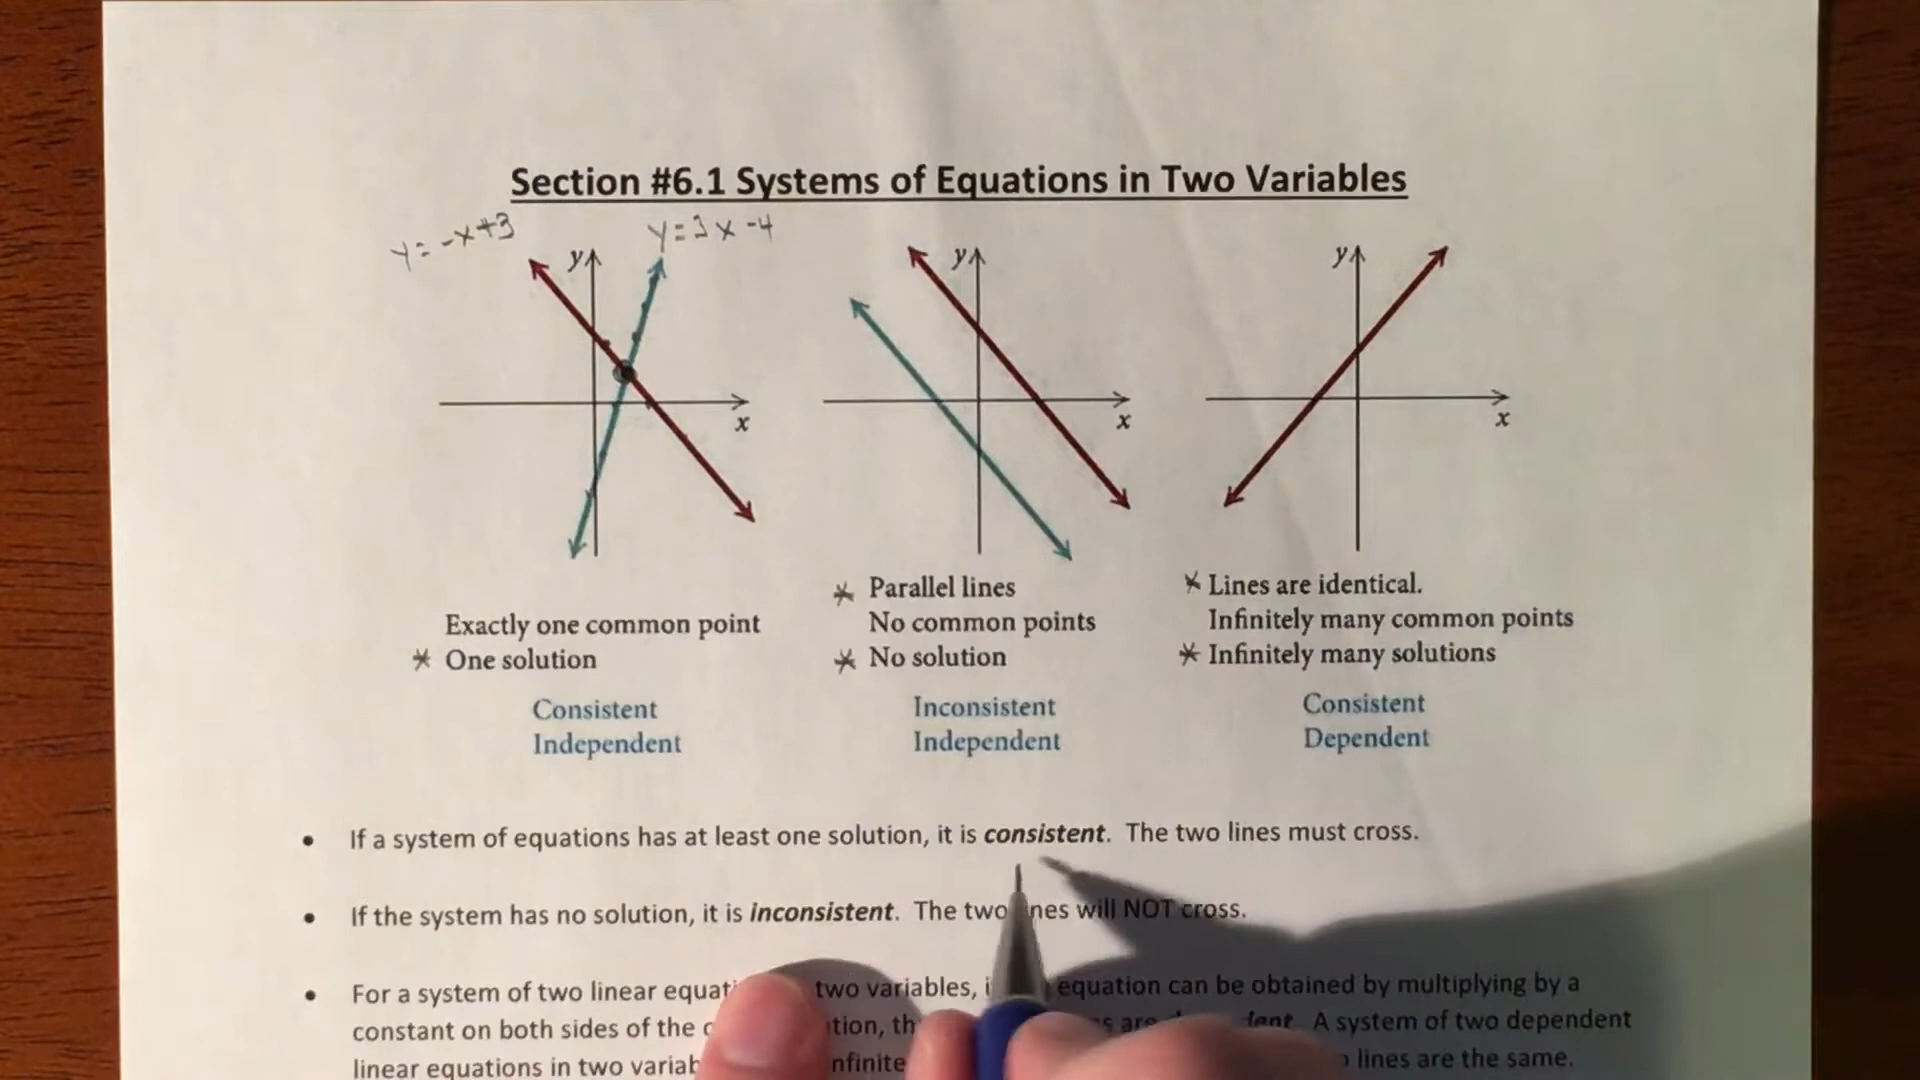 Section #6.1 Systems of Equations in Two Variables
y = -x+3
y = 3x-4
y
x
y
x
y
x
Exactly one common point
* One solution
Consistent
Independent
* Parallel lines
No common points
* No solution
Inconsistent
Independent
* Lines are identical.
Infinitely many common points
* Infinitely many solutions
Consistent
Dependent
• If a system of equations has at least one solution, it is consistent. The two lines must cross.
• If the system has no solution, it is inconsistent. The two will NOT cross.
• For a system of two linear two variables, equation can be obtained by multiplying by a
constant on both sides of the are A system of two dependent
linear equations in two lines are the same.